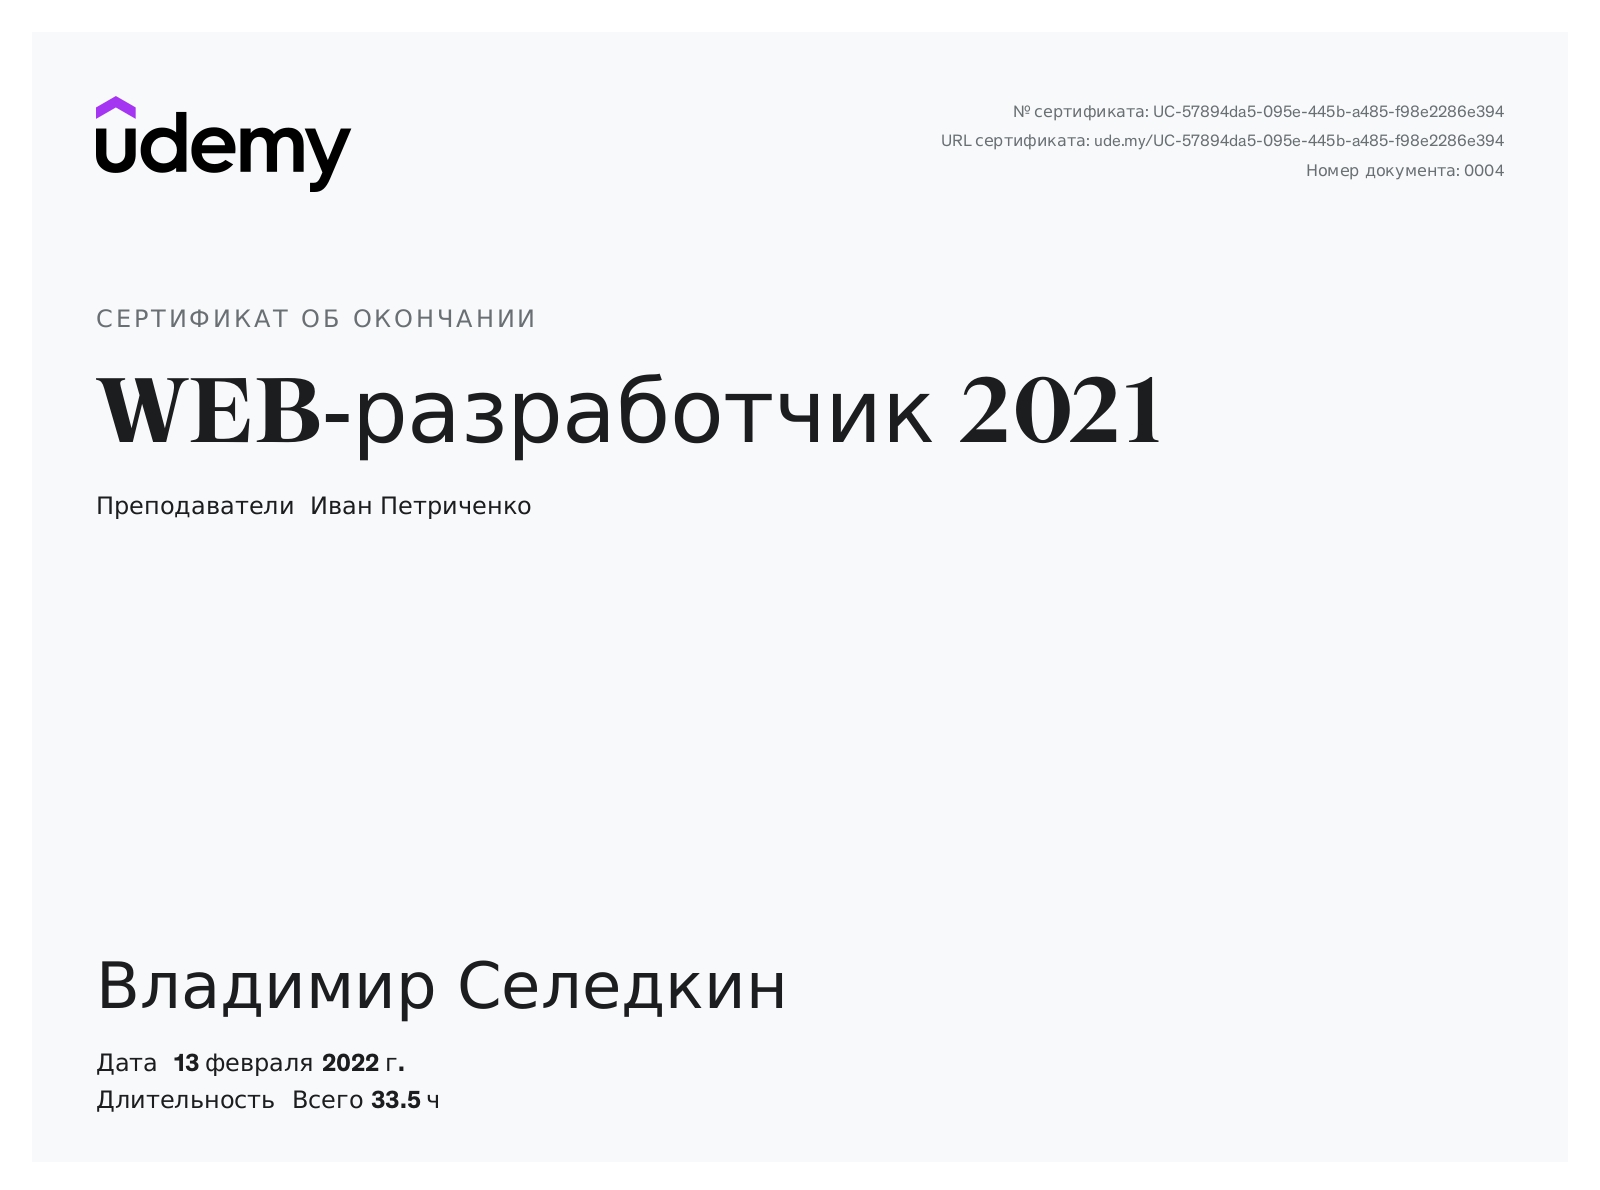 udemy
№ сертификата: UC-57894da5-095e-445b-a485-f98e2286e394
URL сертификата: ude.my/UC-57894da5-095e-445b-a485-f98e2286e394
Номер документа: 0004
СЕРТИФИКАТ ОБ ОКОНЧАНИИ
WEB-разработчик 2021
Преподаватели Иван Петриченко
Владимир Селедкин
Дата 13 февраля 2022 г.
Длительность Всего 33.5 ч